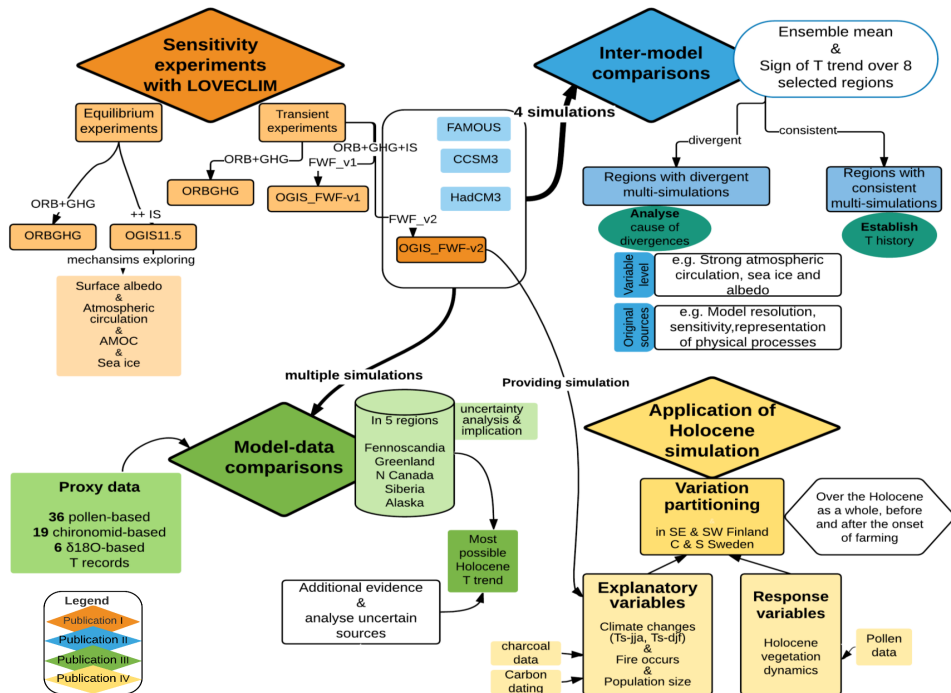 Sensitivity
experiments
with LOVECLIM
Equilibrium
experiments
Transient
experiments
ORB+GHG
ORBGHG
++ IS
OGIS11.5
mechansims exploring
Surface albedo
&
Atmospheric
circulation
&
AMOC
&
Sea ice
ORB+GHG
ORBGHG
ORB+GHG+IS
FWF_v1
OGIS_FWF-v1
FWF_v2
OGIS_FWF-v2
FAMOUS
CCSM3
HadCM3
4 simulations
Inter-model
comparisons
Ensemble mean
&
Sign of T trend over 8
selected regions
divergent
consistent
Regions with divergent
multi-simulations
Regions with
consistent
multi-simulations
Analyse
cause of
divergences
Establish
T history
Variable
level
e.g. Strong atmospheric
circulation, sea ice and
albedo
Original
sources
e.g. Model resolution,
sensitivity,representation
of physical processes
multiple simulations
Providing simulation
Model-data
comparisons
In 5 regions
Fennoscandia
Greenland
N Canada
Siberia
Alaska
uncertainty
analysis &
implication
Proxy data
36 pollen-based
19 chironomid-based
6 δ18O-based
T records
Most
possible
Holocene
T trend
Additional evidence
&
analyse uncertain
sources
Application of
Holocene
simulation
Variation
partitioning
in SE & SW Finland
C & S Sweden
Over the Holocene
as a whole, before
and after the onset
of farming
Explanatory
variables
Climate changes
(Ts-jja, Ts-djf)
&
Fire occurs
&
Population size
charcoal
data
Carbon
dating
Response
variables
Holocene
vegetation
dynamics
Pollen
data
Legend
Publication I
Publication II
Publication III
Publication IV